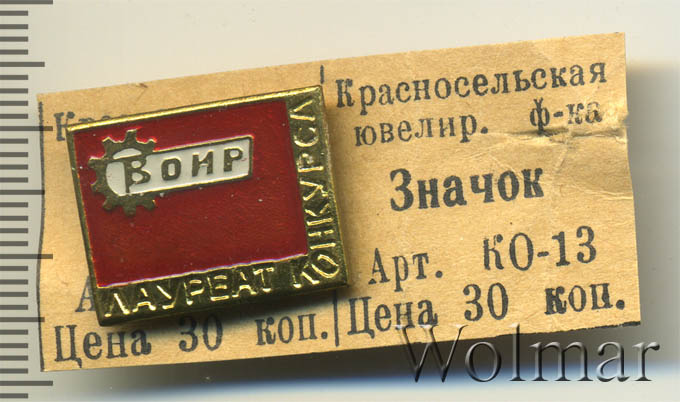 ВОИР
ЛАУРЕАТ КОНКУРСА
Цена 30 коп.
Красносельская
ювелир. ф-ка
Значок
Арт. КО-13
Цена 30 коп.
Wolmar